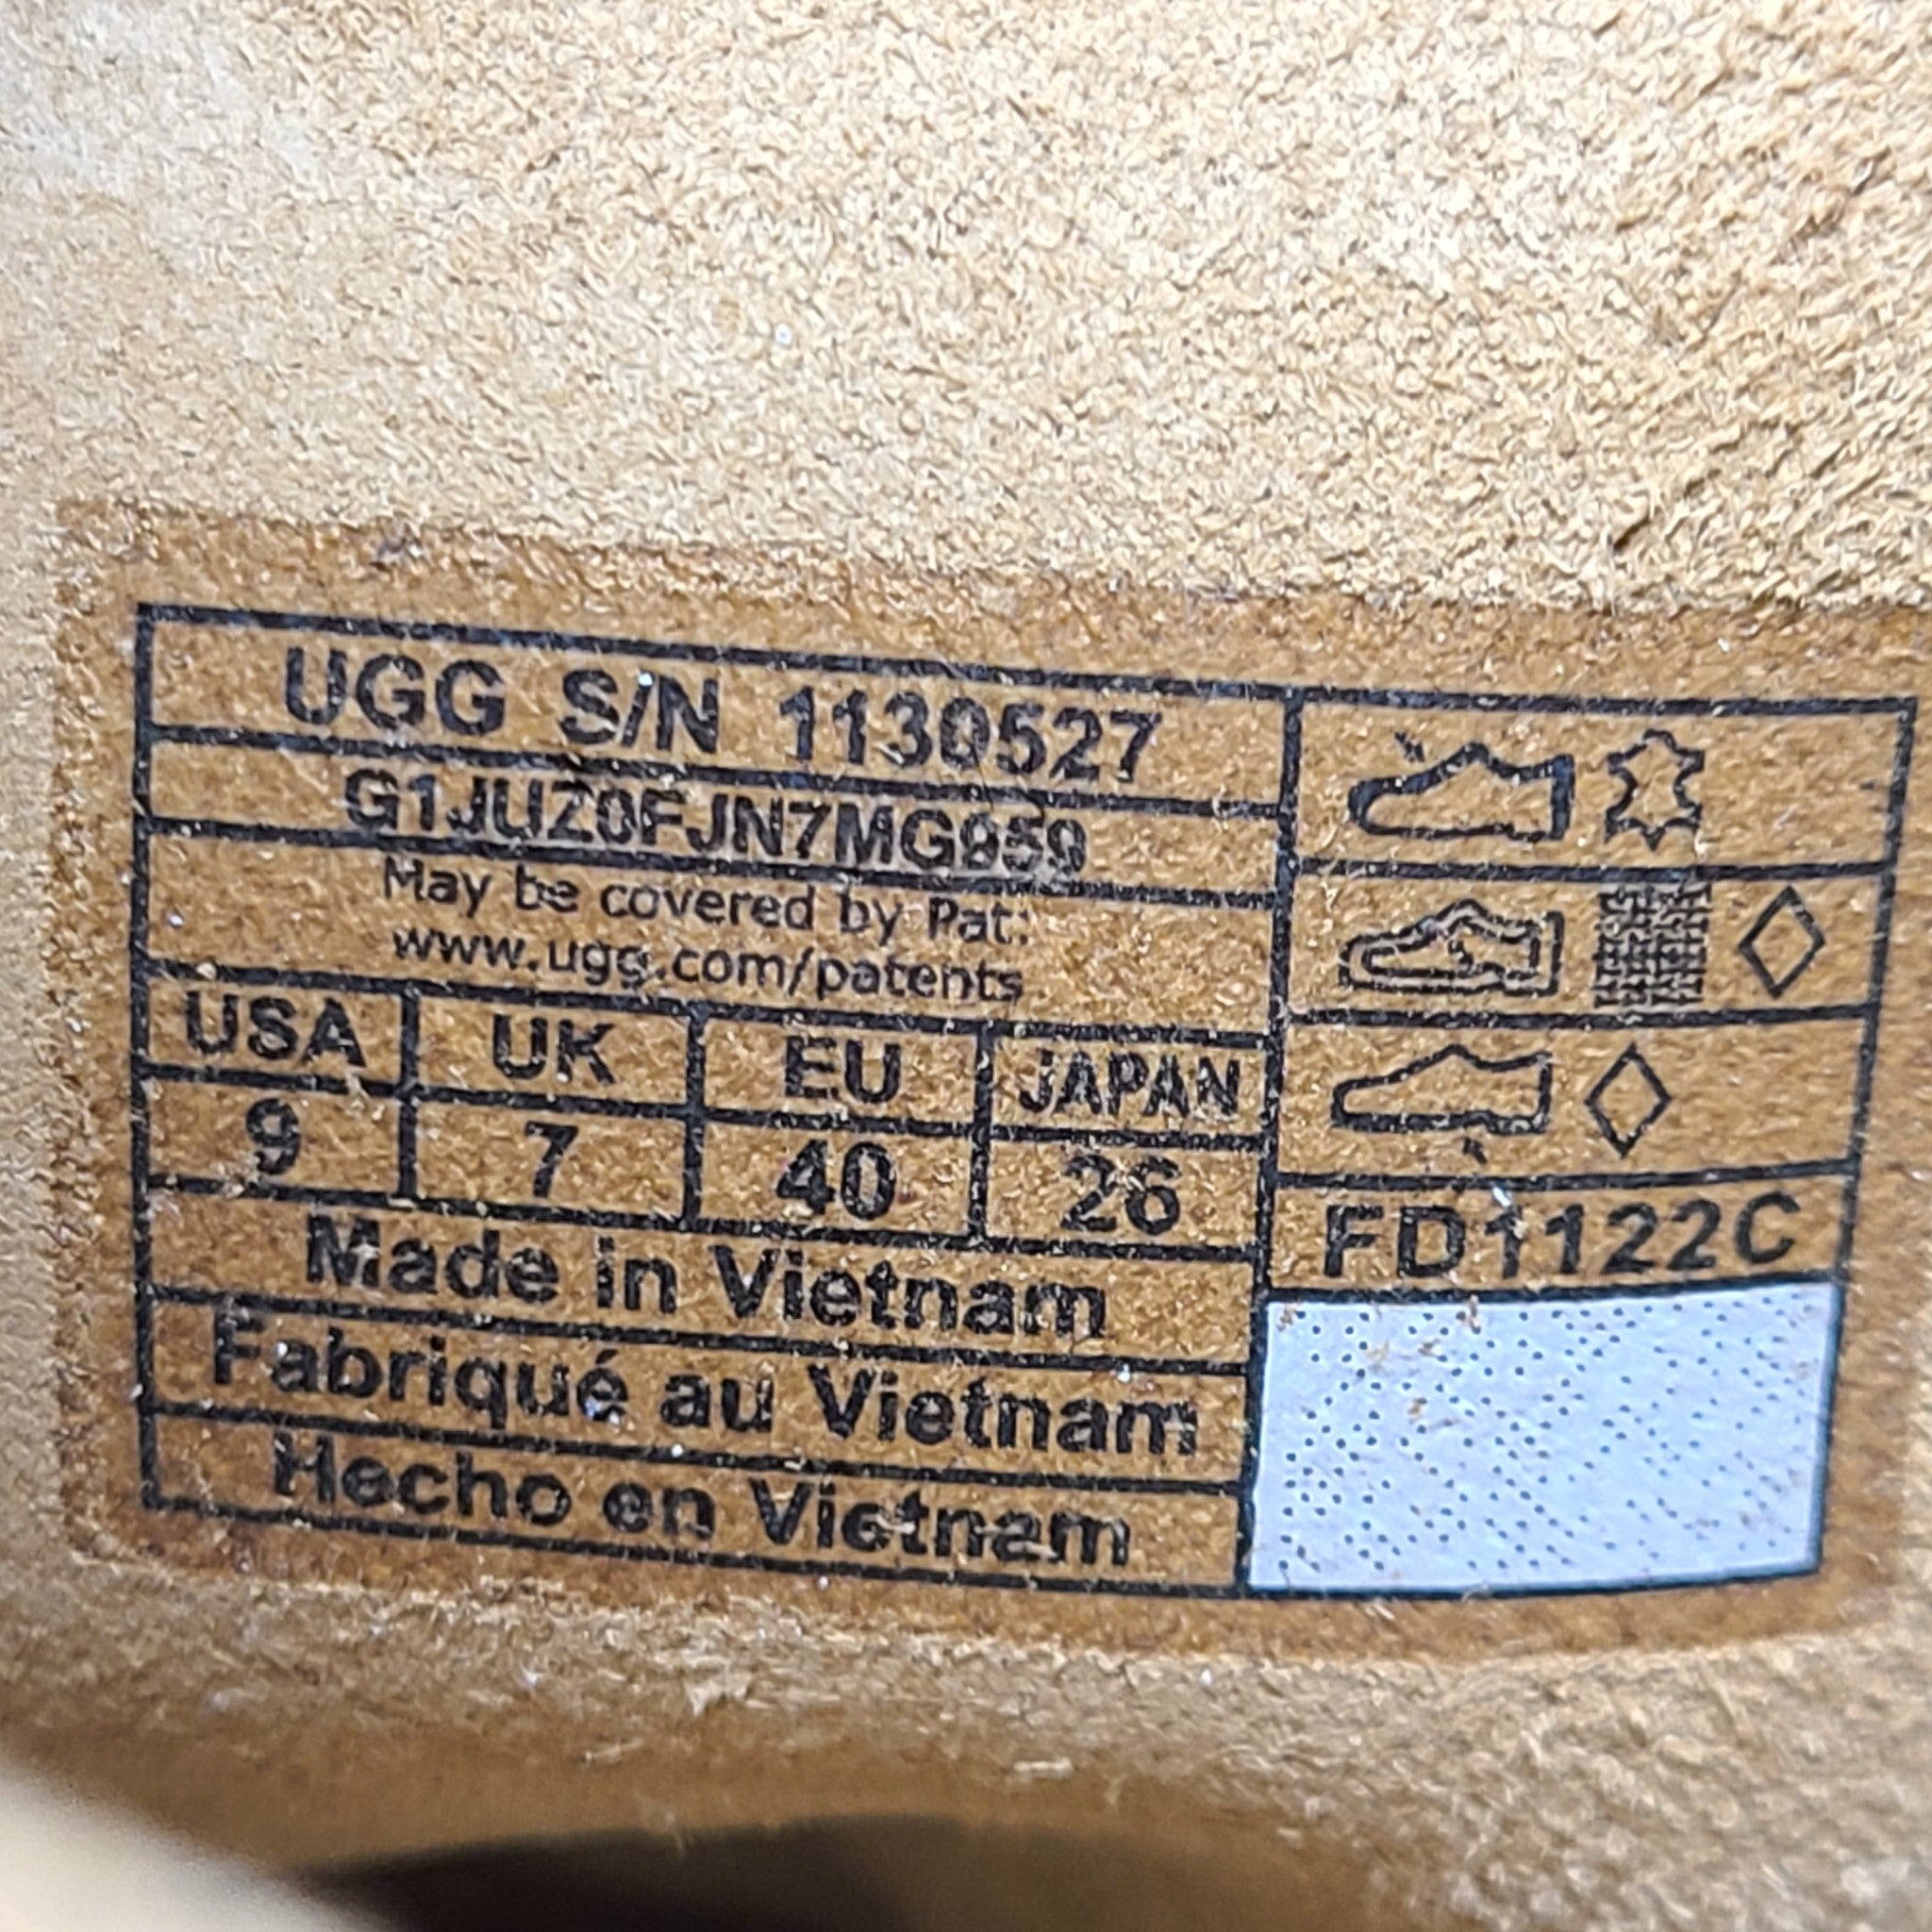 UGG S/N 1130527
G1JUZ0FJN7MG959
May be covered by Pat:
www.ugg.com/patents
USA UK EU JAPAN
9 7 40 26
Made in Vietnam
Fabriqué au Vietnam
Hecho en Vietnam
FD1122C